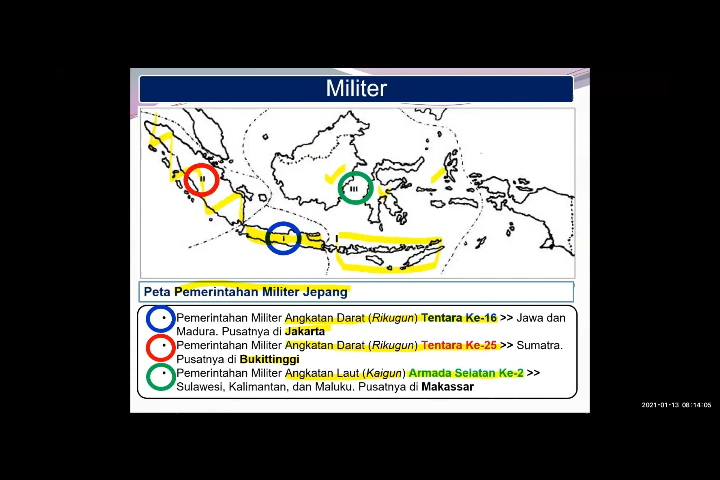 Militer
II
III
I
I
Peta Pemerintahan Militer Jepang
Pemerintahan Militer Angkatan Darat (Rikugun) Tentara Ke-16 >> Jawa dan
Madura. Pusatnya di Jakarta
Pemerintahan Militer Angkatan Darat (Rikugun) Tentara Ke-25 >> Sumatra.
Pusatnya di Bukittinggi
Pemerintahan Militer Angkatan Laut (Kaigun) Armada Selatan Ke-2 >>
Sulawesi, Kalimantan, dan Maluku. Pusatnya di Makassar
2021-01-13 08:14:05